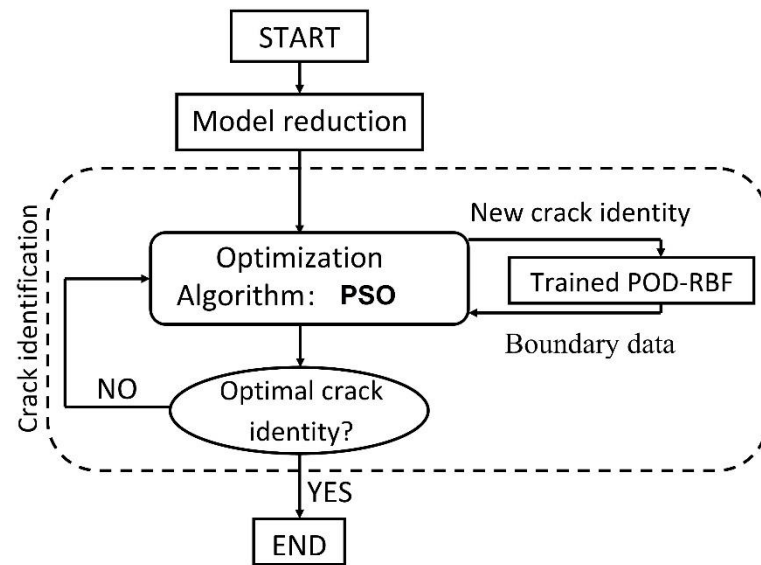 START
Model reduction
Crack identification
New crack identity
Optimization
Algorithm: PSO
Trained POD-RBF
Boundary data
Optimal crack
identity?
NO
YES
END